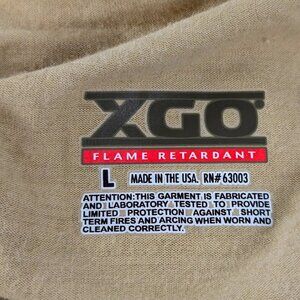 XGO®
FLAME RETARDANT
L MADE IN THE USA, RN# 63003
ATTENTION:THIS GARMENT IS FABRICATED
AND LABORATORY TESTED TO PROVIDE
LIMITED PROTECTION AGAINST SHORT
TERM FIRES AND ARCING WHEN WORN AND
CLEANED CORRECTLY.